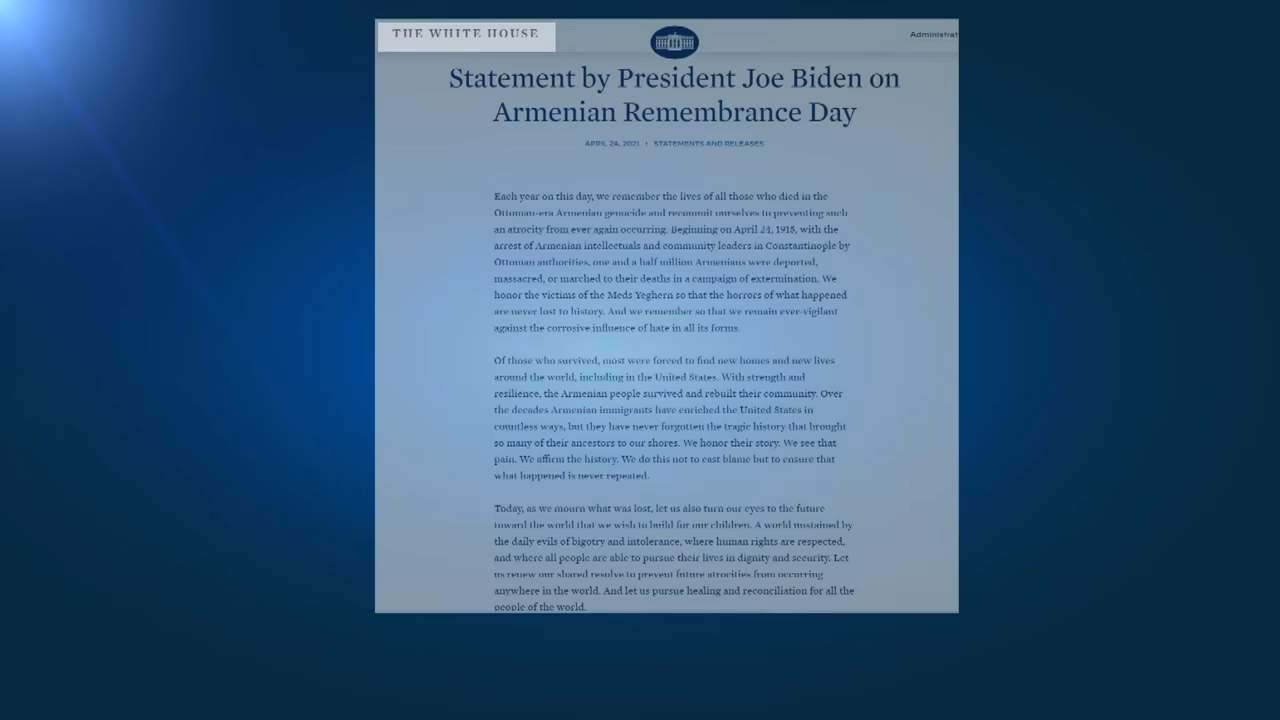 THE WHITE HOUSE
Administrat
Statement by President Joe Biden on
Armenian Remembrance Day
APRIL 24, 2021 • STATEMENTS AND RELEASES
Each year on this day, we remember the lives of all those who died in the
Ottoman-era Armenian genocide and recommit ourselves to preventing such
an atrocity from ever again occurring. Beginning on April 24, 1915, with the
arrest of Armenian intellectuals and community leaders in Constantinople by
Ottoman authorities, one and a half million Armenians were deported,
massacred, or marched to their deaths in a campaign of extermination. We
honor the victims of the Meds Yeghern so that the horrors of what happened
are never lost to history. And we remember so that we remain ever-vigilant
against the corrosive influence of hate in all its forms.
Of those who survived, most were forced to find new homes and new lives
around the world, including in the United States. With strength and
resilience, the Armenian people survived and rebuilt their community. Over
the decades Armenian immigrants have enriched the United States in
countless ways, but they have never forgotten the tragic history that brought
so many of their ancestors to our shores. We honor their story. We see that
pain. We affirm the history. We do this not to cast blame but to ensure that
what happened is never repeated.
Today, as we mourn what was lost, let us also turn our eyes to the future—
toward the world that we wish to build for our children. A world unstained by
the daily evils of bigotry and intolerance, where human rights are respected,
and where all people are able to pursue their lives in dignity and security. Let
us renew our shared resolve to prevent future atrocities from occurring
anywhere in the world. And let us pursue healing and reconciliation for all the
people of the world.